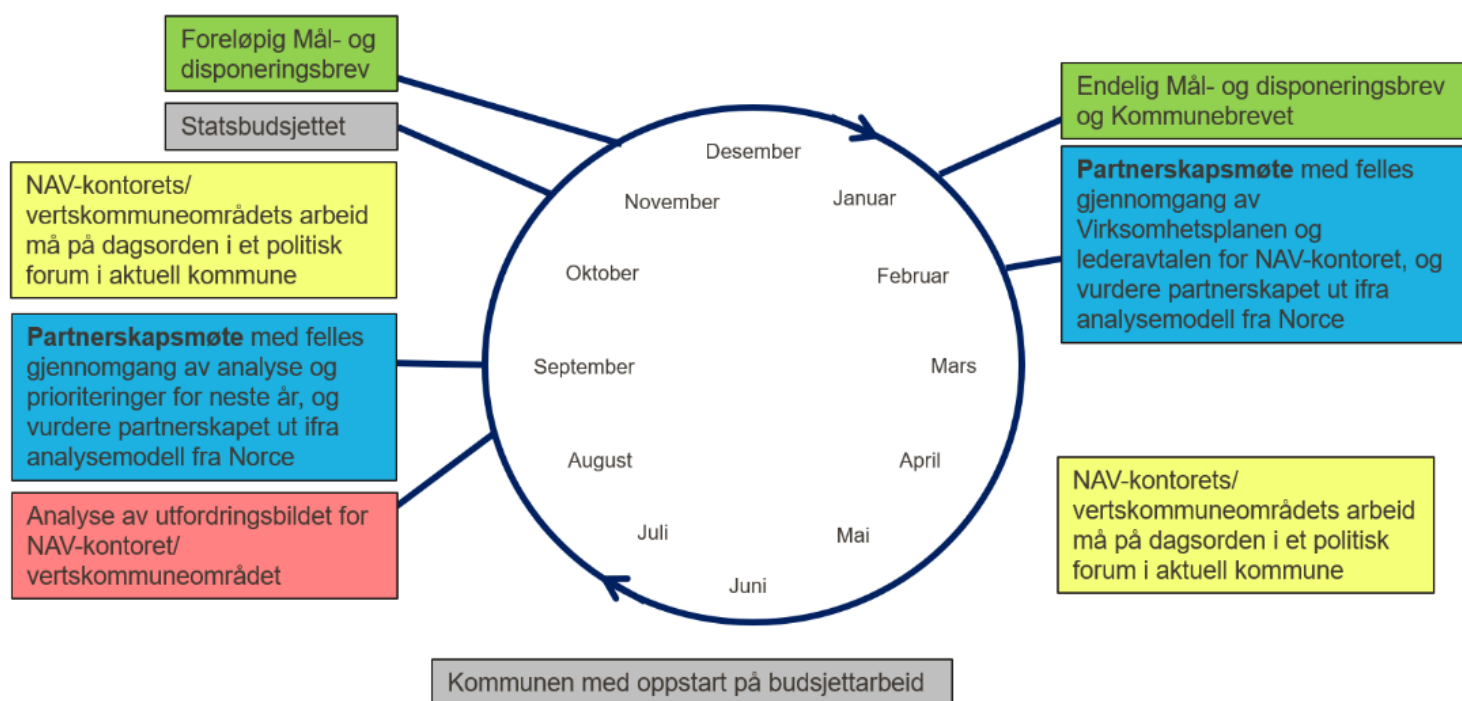 Foreløpig Mål- og
disponeringsbrev
Statsbudsjettet
NAV-kontorets/
vertskommuneområdets arbeid
må på dagsorden i et politisk
forum i aktuell kommune
Partnerskapsmøte med felles
gjennomgang av analyse og
prioriteringer for neste år, og
vurdere partnerskapet ut ifra
analysemodell fra Norce
Analyse av utfordringsbildet for
NAV-kontoret/
vertskommuneområdet
Desember
Januar
Februar
Mars
April
Mai
Juni
Juli
August
September
Oktober
November
Endelig Mål- og disponeringsbrev
og Kommunebrevet
Partnerskapsmøte med felles
gjennomgang av
Virksomhetsplanen og
lederavtalen for NAV-kontoret, og
vurdere partnerskapet ut ifra
analysemodell fra Norce
NAV-kontorets/
vertskommuneområdets arbeid
må på dagsorden i et politisk
forum i aktuell kommune
Kommunen med oppstart på budsjettarbeid